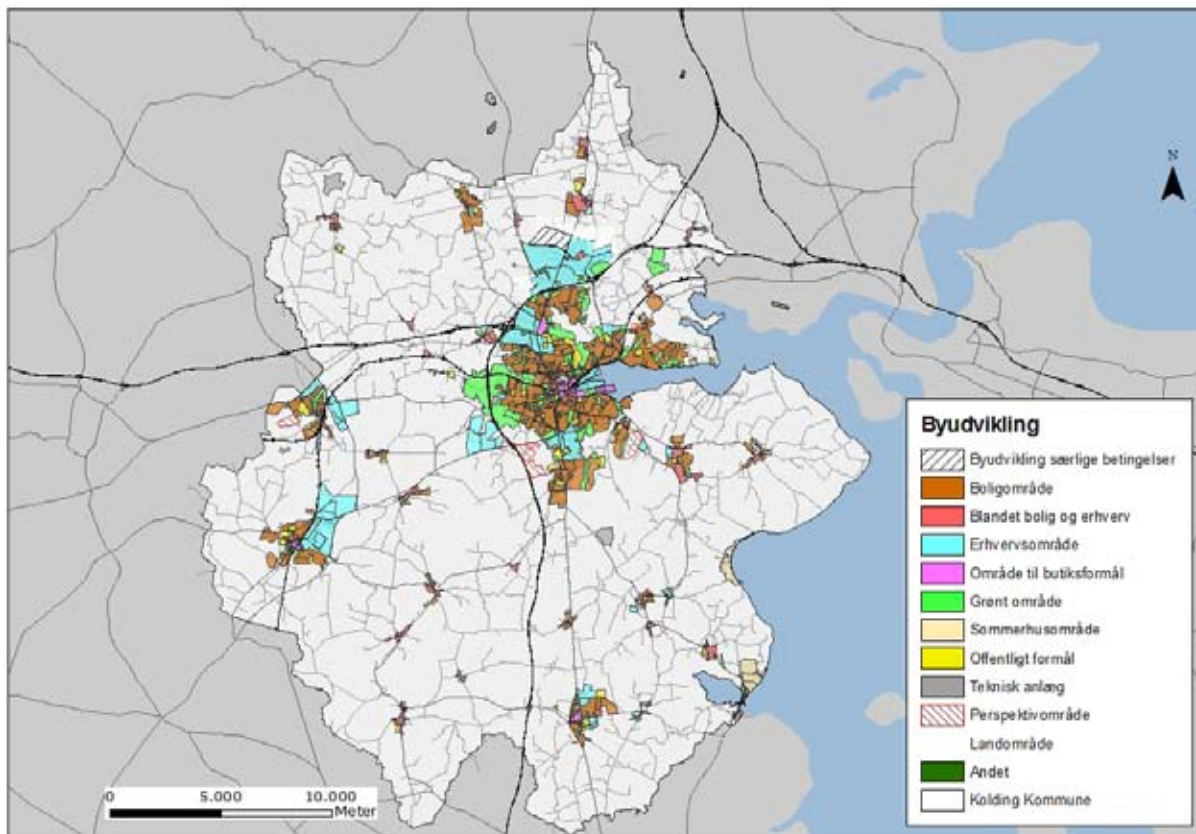 N
Byudvikling
Byudvikling særlige betingelser
Boligområde
Blandet bolig og erhverv
Erhvervsområde
Område til butiksformål
Grønt område
Sommerhusområde
Offentligt formål
Teknisk anlæg
Perspektivområde
Landområde
Andet
Kolding Kommune
0 5.000 10.000
Meter